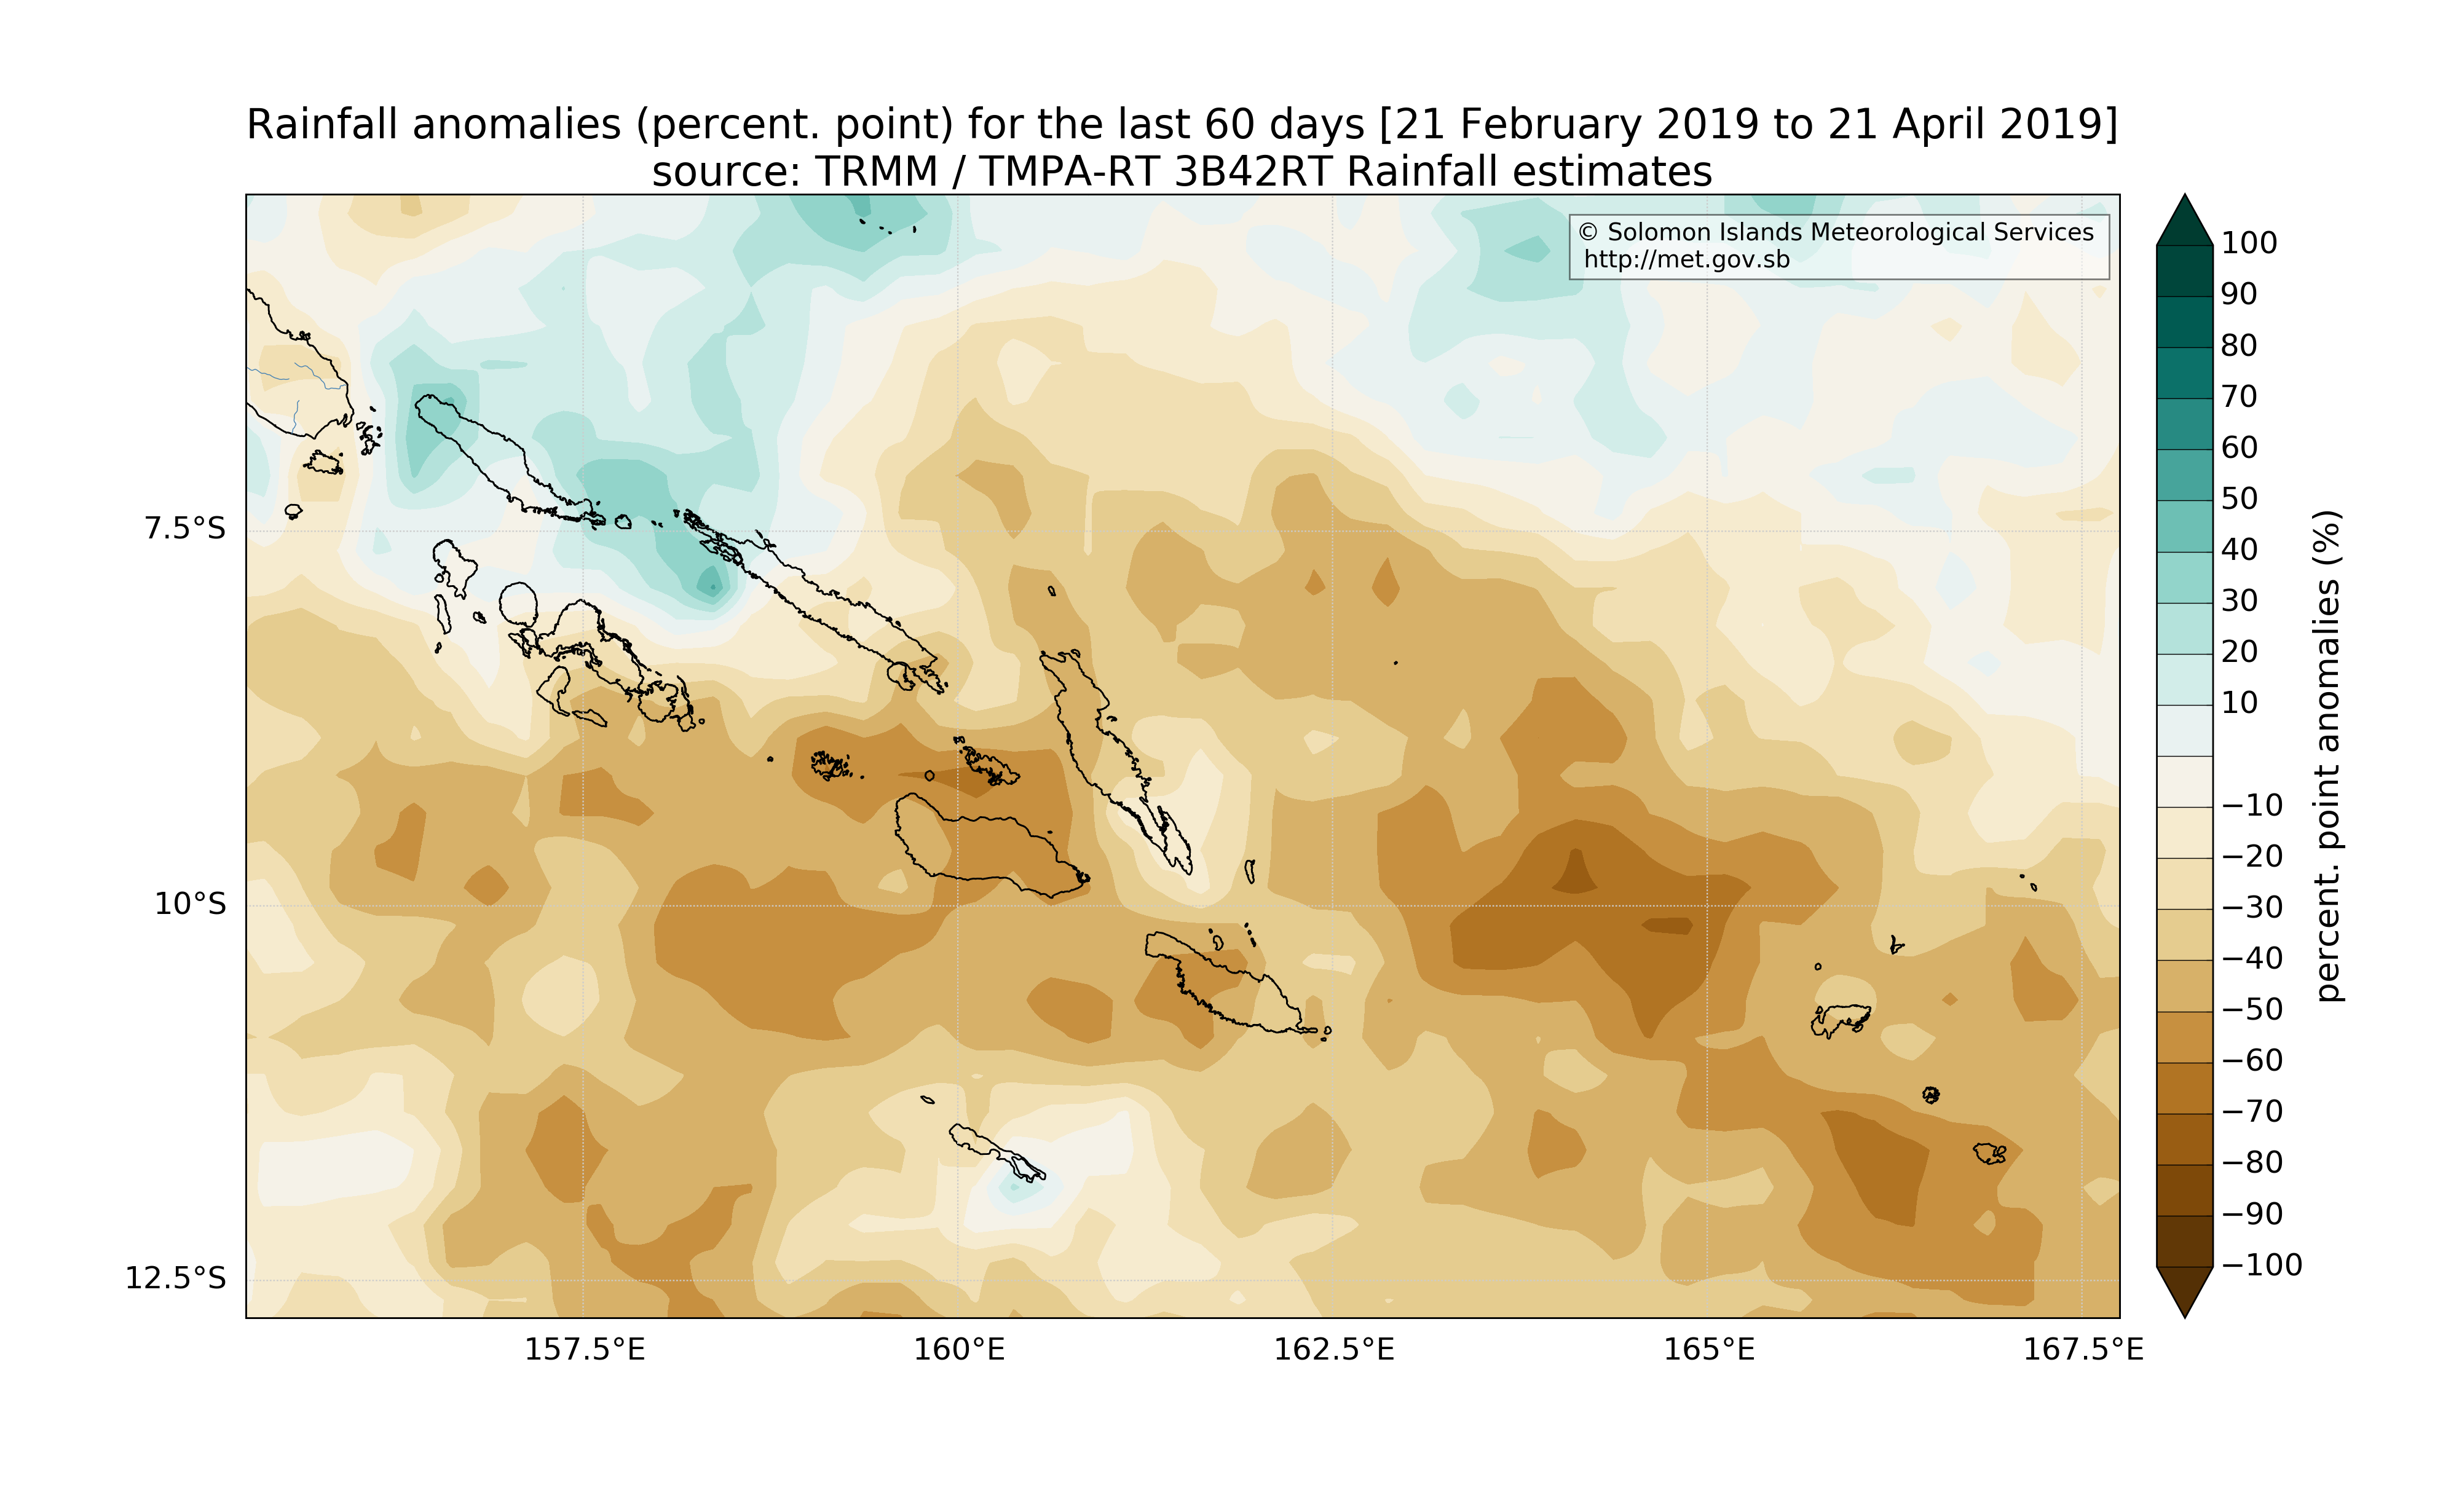 Rainfall anomalies (percent. point) for the last 60 days [21 February 2019 to 21 April 2019]
source: TRMM / TMPA-RT 3B42RT Rainfall estimates
© Solomon Islands Meteorological Services
http://met.gov.sb
7.5°S
10°S
12.5°S
157.5°E
160°E
162.5°E
165°E
167.5°E
100
90
80
70
60
50
40
30
20
10
−10
−20
−30
−40
−50
−60
−70
−80
−90
−100
percent. point anomalies (%)